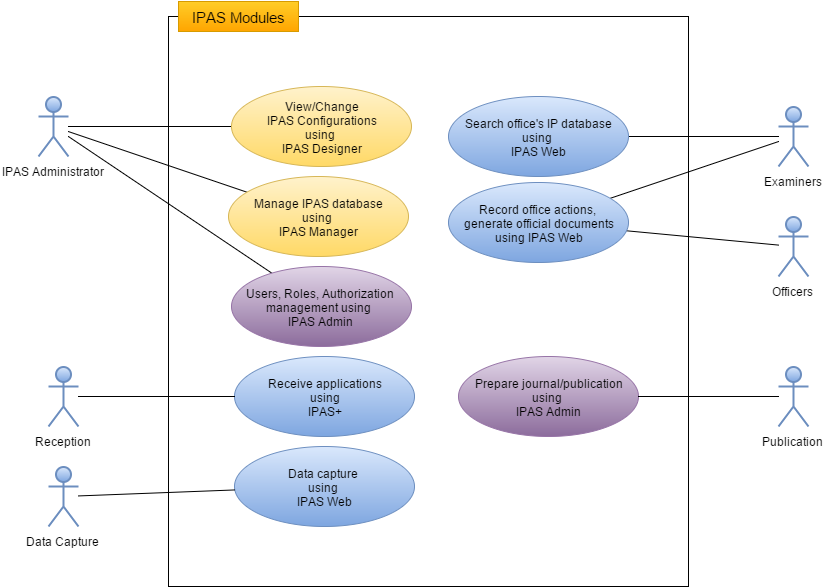 IPAS Modules
IPAS Administrator
View/Change
IPAS Configurations
using
IPAS Designer
Manage IPAS database
using
IPAS Manager
Users, Roles, Authorization
management using
IPAS Admin
Reception
Receive applications
using
IPAS+
Data Capture
Data capture
using
IPAS Web
Search office's IP database
using
IPAS Web
Examiners
Record office actions,
generate official documents
using IPAS Web
Officers
Prepare journal/publication
using
IPAS Admin
Publication